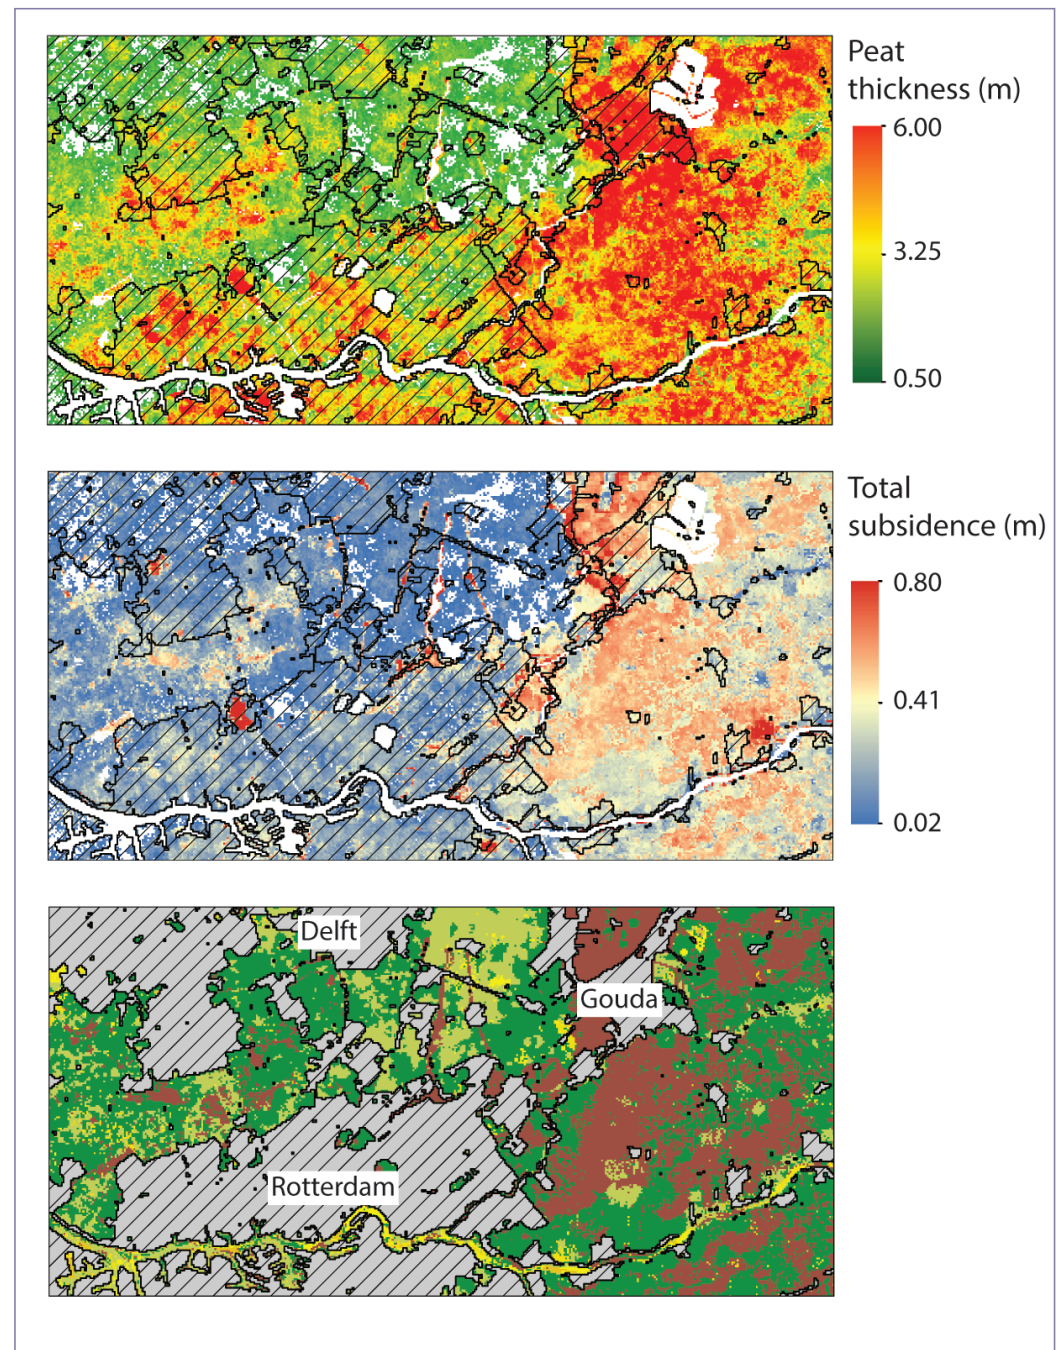 Peat
thickness (m)
6.00
3.25
0.50
Total
subsidence (m)
0.80
0.41
0.02
Delft
Gouda
Rotterdam